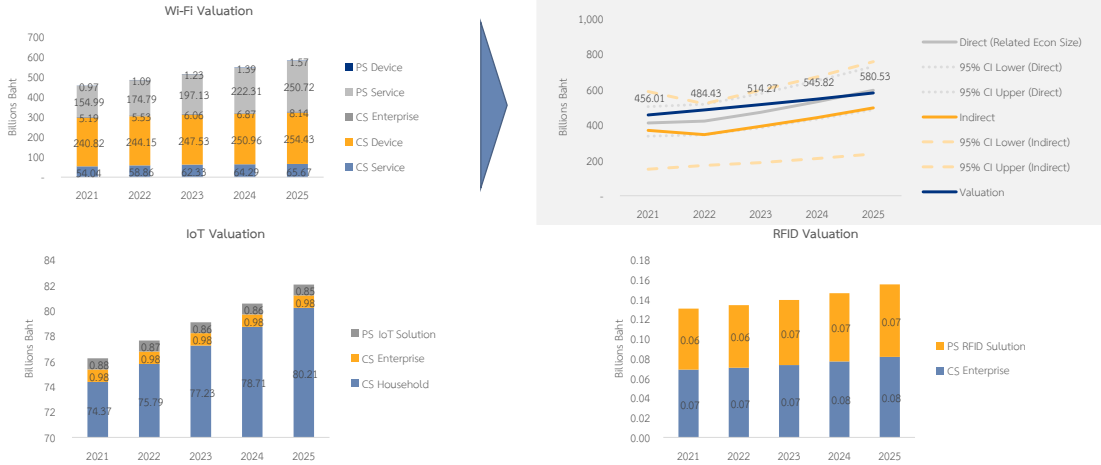 Wi-Fi Valuation
Billions Baht
700
600
500
400
300
200
100
-
0.97
154.99
5.19
240.82
54.04
1.09
174.79
5.53
244.15
58.86
1.23
197.13
6.06
247.53
62.33
1.39
222.31
6.87
250.96
64.29
1.57
250.72
8.14
254.43
65.67
2021 2022 2023 2024 2025
PS Device
PS Service
CS Enterprise
CS Device
CS Service
Billions Baht
1,000
800
600
400
200
-
456.01 484.43 514.27 545.82 580.53
2021 2022 2023 2024 2025
Direct (Related Econ Size)
95% CI Lower (Direct)
95% CI Upper (Direct)
Indirect
95% CI Lower (Indirect)
95% CI Upper (Indirect)
Valuation
IoT Valuation
Billions Baht
84
82
80
78
76
74
72
70
0.88
0.98
74.37
0.87
0.98
75.79
0.86
0.98
77.23
0.86
0.98
78.71
0.85
0.98
80.21
2021 2022 2023 2024 2025
PS IoT Solution
CS Enterprise
CS Household
RFID Valuation
Billions Baht
0.18
0.16
0.14
0.12
0.10
0.08
0.06
0.04
0.02
0.00
0.06 0.06 0.07 0.07 0.07
0.07 0.07 0.07 0.08 0.08
2021 2022 2023 2024 2025
PS RFID Sulution
CS Enterprise